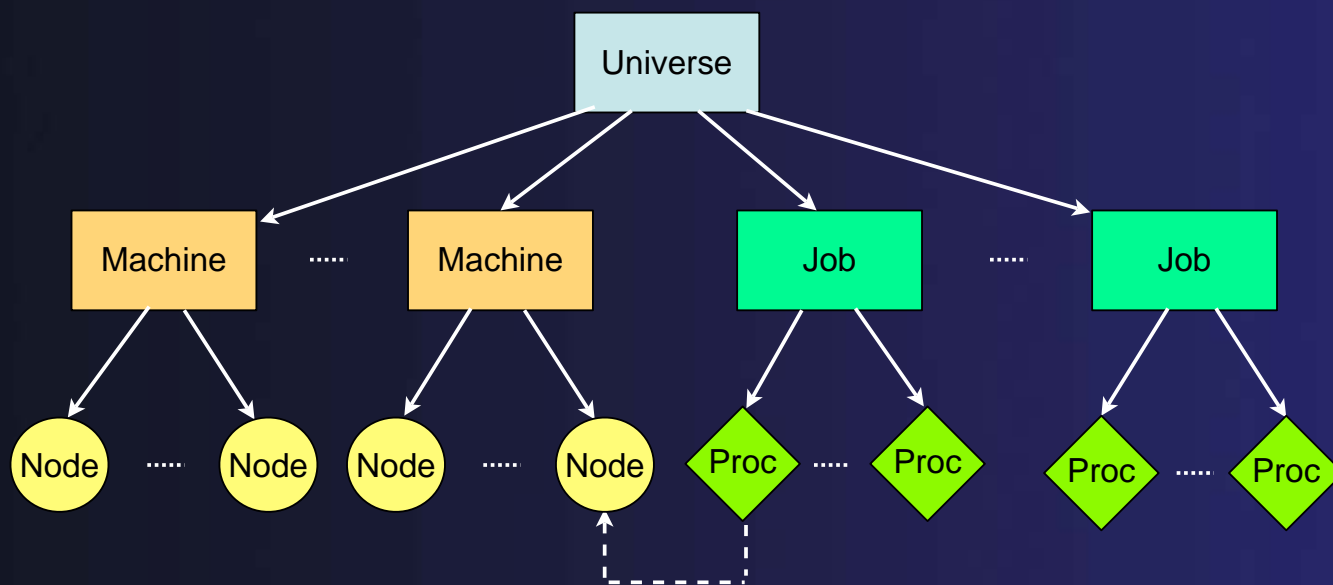 Universe
Machine
Machine
Job
Job
Node
Node
Node
Node
Proc
Proc
Proc
Proc